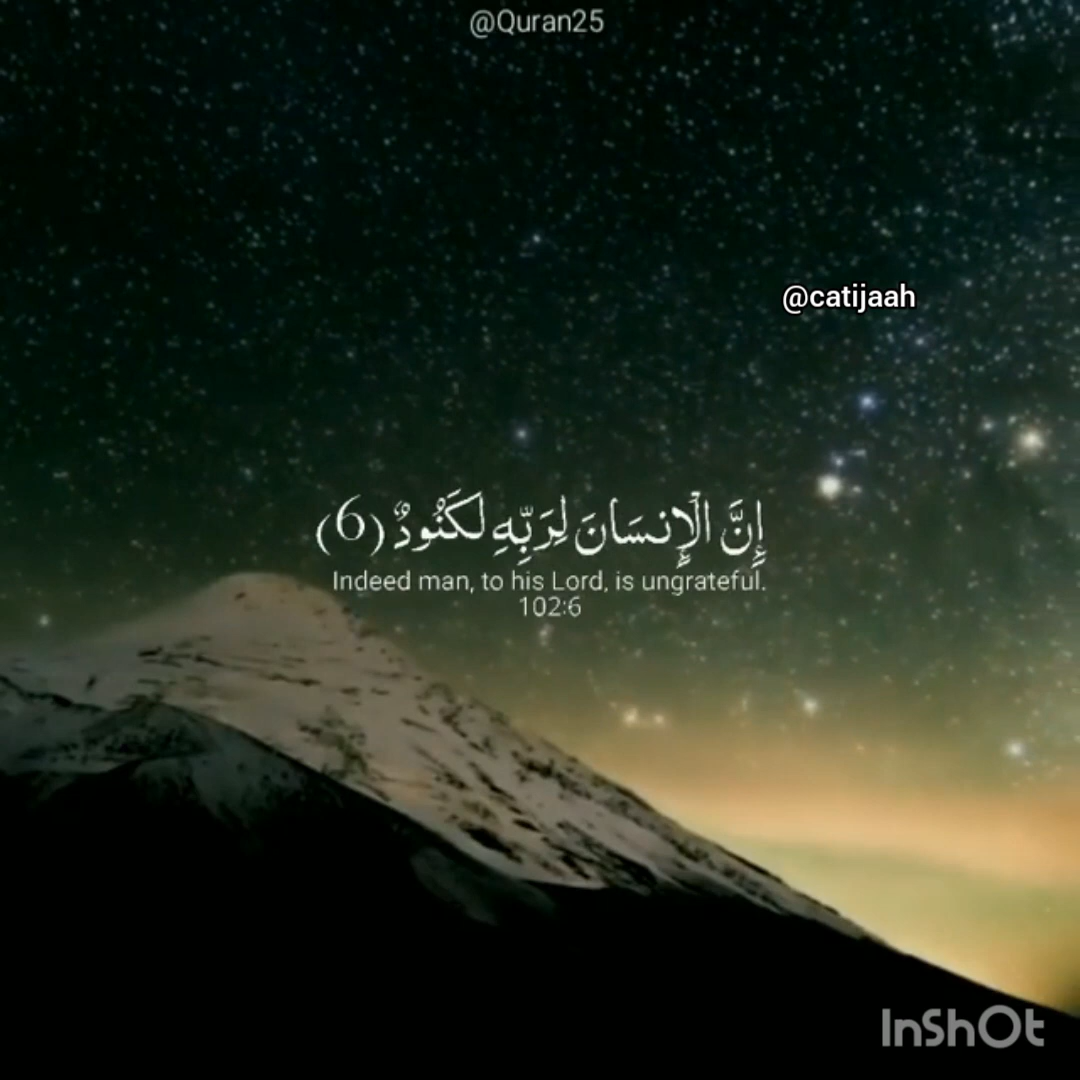 @Quran25
@catijaah
إِنَّ الْإِنسَانَ لِرَبِّهِ لَكَنُودٌ (6)
Indeed man, to his Lord, is ungrateful.
102:6
InShOt